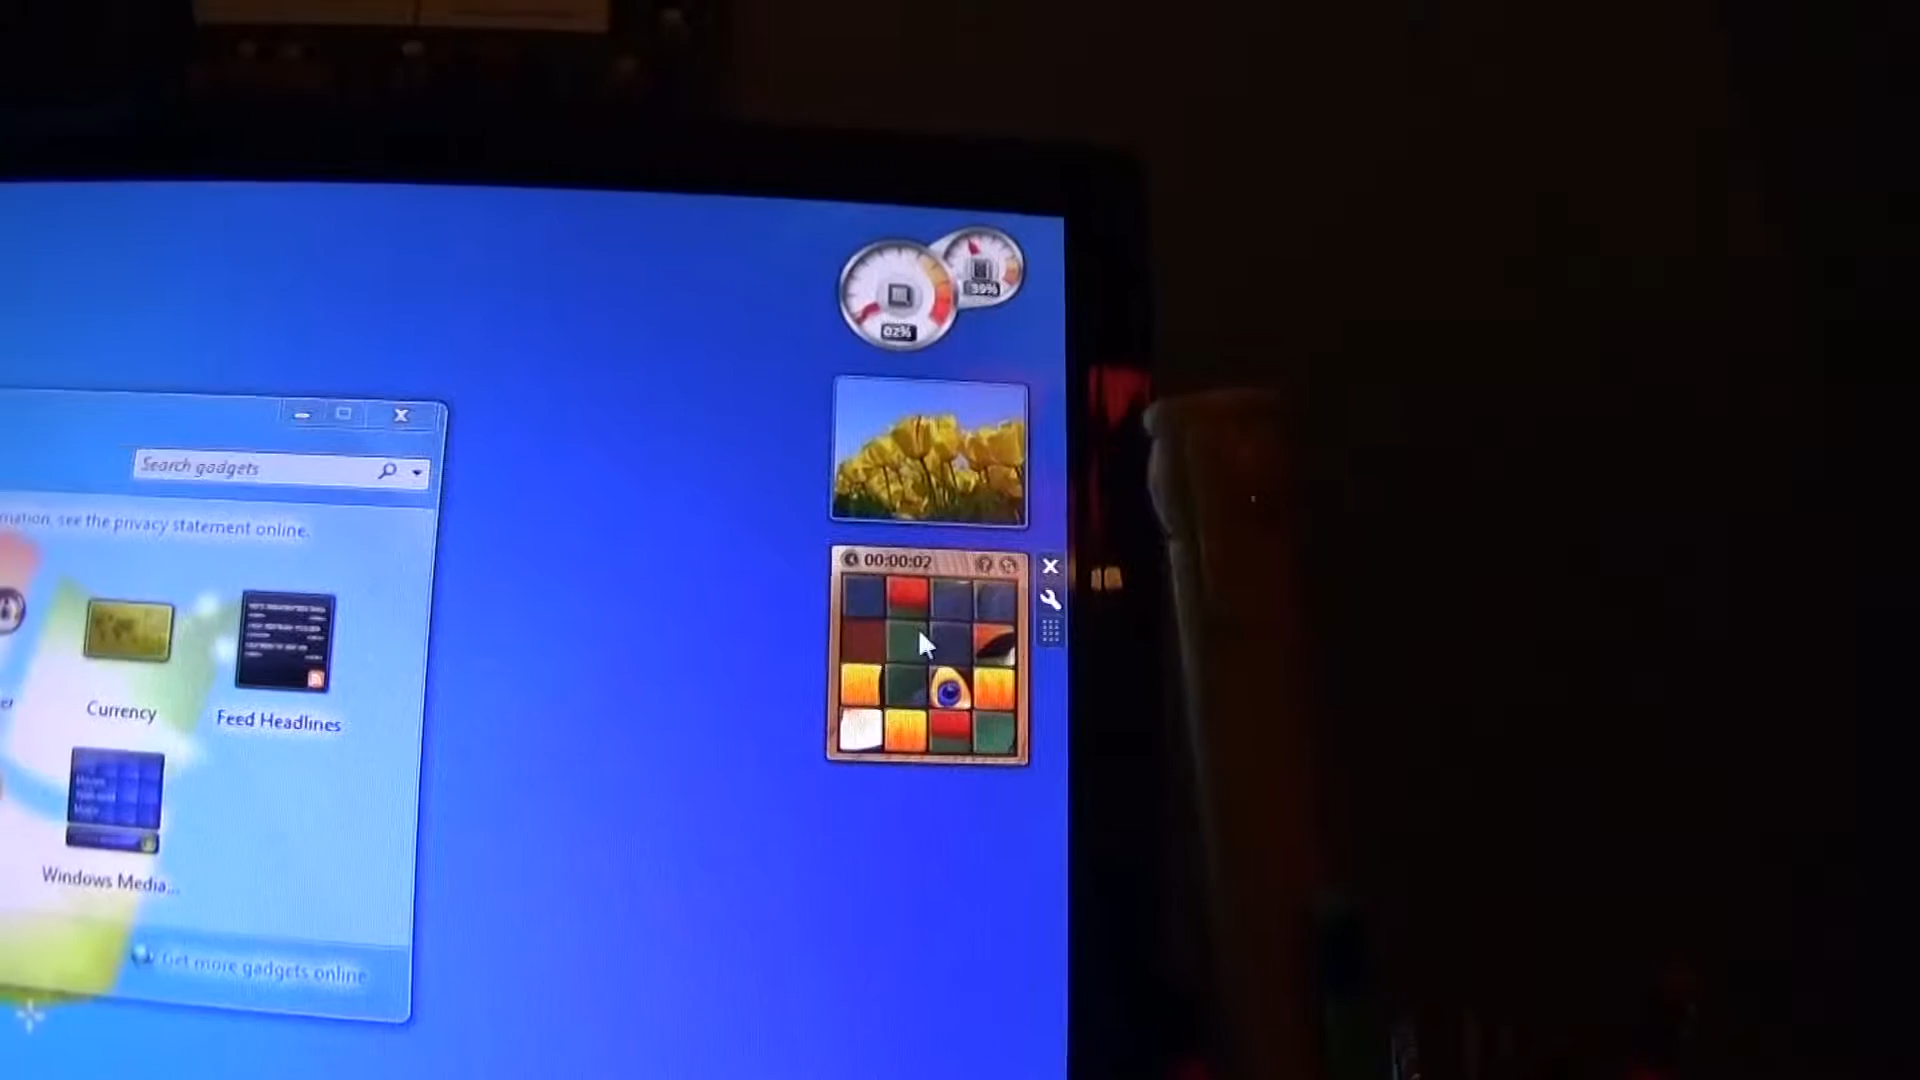 39%
02%
Search gadgets
mation, see the privacy statement online.
00:00:02
Currency
Feed Headlines
Windows Media...
Get more gadgets online